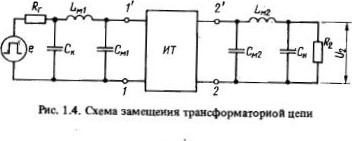 Rг
Lм1
1'
2'
Lм2
e
Cк
Cм1
ИТ
Cм2
Cн
R2
U2
1
2
Рис. 1.4. Схема замещения трансформаторной цепи